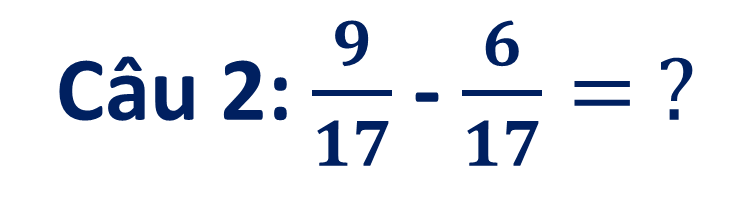 Câu 2: 9/17 - 6/17 = ?